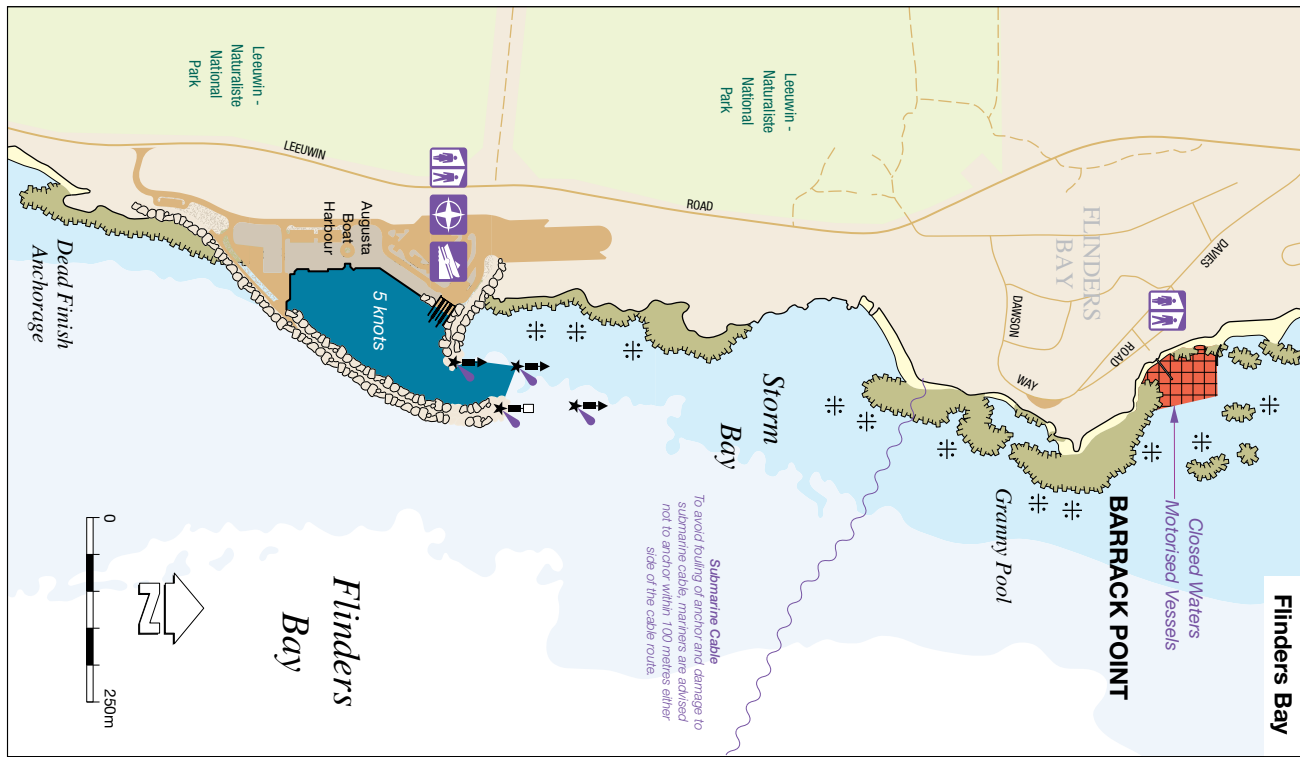 Flinders Bay
Closed Waters
Motorised Vessels
BARRACK POINT
Granny Pool
FLINDERS
BAY
DAVIES
ROAD
DAWSON
WAY
Leeuwin -
Naturaliste
National
Park
Storm
Bay
Submarine Cable
To avoid fouling of anchor and damage to
submarine cable, mariners are advised
not to anchor within 100 metres either
side of the cable route.
LEEUWIN
ROAD
Leeuwin -
Naturaliste
National
Park
Augusta
Boat
Harbour
5 knots
Flinders
Bay
Dead Finish
Anchorage
0
250m
N